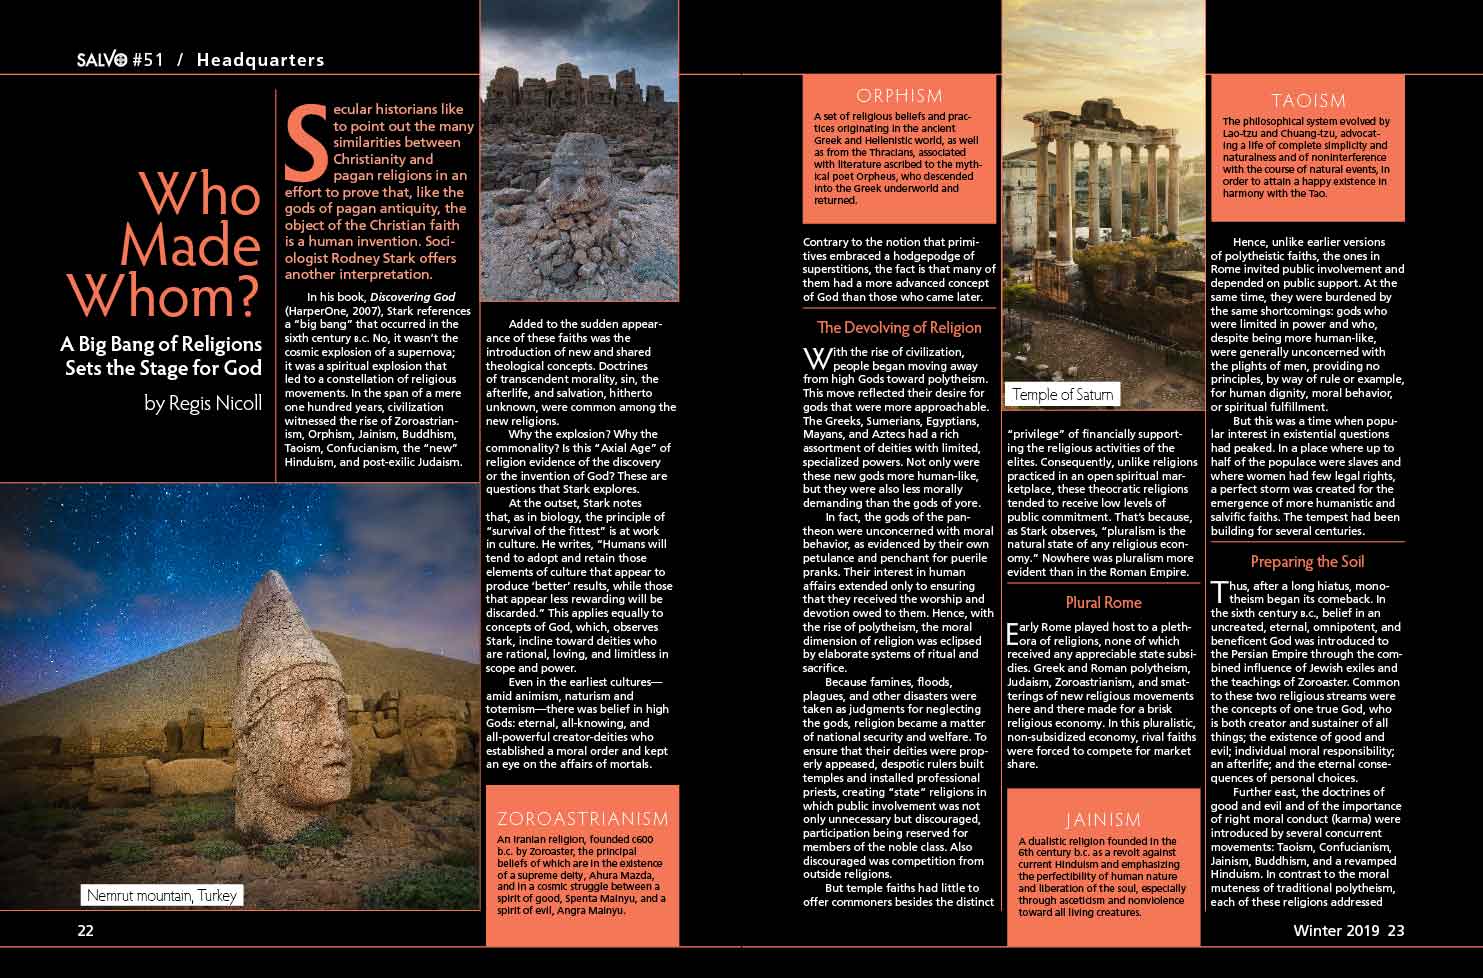 SALVO #51 / Headquarters
Who
Made
Whom?
A Big Bang of Religions
Sets the Stage for God
by Regis Nicoll
Secular historians like
to point out the many
similarities between
Christianity and
pagan religions in an
effort to prove that, like the
gods of pagan antiquity, the
object of the Christian faith
is a human invention. Soci-
ologist Rodney Stark offers
another interpretation.
In his book, Discovering God
(HarperOne, 2007), Stark references
a “big bang” that occurred in the
sixth century B.C. No, it wasn’t the
cosmic explosion of a supernova;
it was a spiritual explosion that
led to a constellation of religious
movements. In the span of a mere
one hundred years, civilization
witnessed the rise of Zoroastrian-
ism, Orphism, Jainism, Buddhism,
Taoism, Confucianism, the “new”
Hinduism, and post-exilic Judaism.
Nemrut mountain, Turkey
22
Added to the sudden appear-
ance of these faiths was the
introduction of new and shared
theological concepts. Doctrines
of transcendent morality, sin, the
afterlife, and salvation, hitherto
unknown, were common among the
new religions.
Why the explosion? Why the
commonality? Is this “Axial Age” of
religion evidence of the discovery
or the invention of God? These are
questions that Stark explores.
At the outset, Stark notes
that, as in biology, the principle of
“survival of the fittest” is at work
in culture. He writes, “Humans will
tend to adopt and retain those
elements of culture that appear to
produce ‘better’ results, while those
that appear less rewarding will be
discarded.” This applies equally to
concepts of God, which, observes
Stark, incline toward deities who
are rational, loving, and limitless in
scope and power.
Even in the earliest cultures—
amid animism, naturism and
totemism—there was belief in high
Gods: eternal, all-knowing, and
all-powerful creator-deities who
established a moral order and kept
an eye on the affairs of mortals.
ZOROASTRIANISM
An Iranian religion, founded c600
b.c. by Zoroaster, the principal
beliefs of which are in the existence
of a supreme deity, Ahura Mazda,
and in a cosmic struggle between a
spirit of good, Spenta Mainyu, and a
spirit of evil, Angra Mainyu.
ORPHISM
A set of religious beliefs and prac-
tices originating in the ancient
Greek and Hellenistic world, as well
as from the Thracians, associated
with literature ascribed to the myth-
ical poet Orpheus, who descended
into the Greek underworld and
returned.
Contrary to the notion that primi-
tives embraced a hodgepodge of
superstitions, the fact is that many of
them had a more advanced concept
of God than those who came later.
The Devolving of Religion
With the rise of civilization,
people began moving away
from high Gods toward polytheism.
This move reflected their desire for
gods that were more approachable.
The Greeks, Sumerians, Egyptians,
Mayans, and Aztecs had a rich
assortment of deities with limited,
specialized powers. Not only were
these new gods more human-like,
but they were also less morally
demanding than the gods of yore.
In fact, the gods of the pan-
theon were unconcerned with moral
behavior, as evidenced by their own
petulance and penchant for puerile
pranks. Their interest in human
affairs extended only to ensuring
that they received the worship and
devotion owed to them. Hence, with
the rise of polytheism, the moral
dimension of religion was eclipsed
by elaborate systems of ritual and
sacrifice.
Because famines, floods,
plagues, and other disasters were
taken as judgments for neglecting
the gods, religion became a matter
of national security and welfare. To
ensure that their deities were prop-
erly appeased, despotic rulers built
temples and installed professional
priests, creating “state” religions in
which public involvement was not
only unnecessary but discouraged,
participation being reserved for
members of the noble class. Also
discouraged was competition from
outside religions.
But temple faiths had little to
offer commoners besides the distinct
Temple of Saturn
“privilege” of financially support-
ing the religious activities of the
elites. Consequently, unlike religions
practiced in an open spiritual mar-
ketplace, these theocratic religions
tended to receive low levels of
public commitment. That’s because,
as Stark observes, “pluralism is the
natural state of any religious econ-
omy.” Nowhere was pluralism more
evident than in the Roman Empire.
Plural Rome
Early Rome played host to a pleth-
ora of religions, none of which
received any appreciable state subsi-
dies. Greek and Roman polytheism,
Judaism, Zoroastrianism, and smat-
terings of new religious movements
here and there made for a brisk
religious economy. In this pluralistic,
non-subsidized economy, rival faiths
were forced to compete for market
share.
JAINISM
A dualistic religion founded in the
6th century b.c. as a revolt against
current Hinduism and emphasizing
the perfectibility of human nature
and liberation of the soul, especially
through asceticism and nonviolence
toward all living creatures.
TAOISM
The philosophical system evolved by
Lao-tzu and Chuang-tzu, advocat-
ing a life of complete simplicity and
naturalness and of noninterference
with the course of natural events, in
order to attain a happy existence in
harmony with the Tao.
Hence, unlike earlier versions
of polytheistic faiths, the ones in
Rome invited public involvement and
depended on public support. At the
same time, they were burdened by
the same shortcomings: gods who
were limited in power and who,
despite being more human-like,
were generally unconcerned with
the plights of men, providing no
principles, by way of rule or example,
for human dignity, moral behavior,
or spiritual fulfillment.
But this was a time when popu-
lar interest in existential questions
had peaked. In a place where up to
half of the populace were slaves and
where women had few legal rights,
a perfect storm was created for the
emergence of more humanistic and
salvific faiths. The tempest had been
building for several centuries.
Preparing the Soil
Thus, after a long hiatus, mono-
theism began its comeback. In
the sixth century B.C., belief in an
uncreated, eternal, omnipotent, and
beneficent God was introduced to
the Persian Empire through the com-
bined influence of Jewish exiles and
the teachings of Zoroaster. Common
to these two religious streams were
the concepts of one true God, who
is both creator and sustainer of all
things; the existence of good and
evil; individual moral responsibility;
an afterlife; and the eternal conse-
quences of personal choices.
Further east, the doctrines of
good and evil and of the importance
of right moral conduct (karma) were
introduced by several concurrent
movements: Taoism, Confucianism,
Jainism, Buddhism, and a revamped
Hinduism. In contrast to the moral
muteness of traditional polytheism,
each of these religions addressed
Winter 2019 23